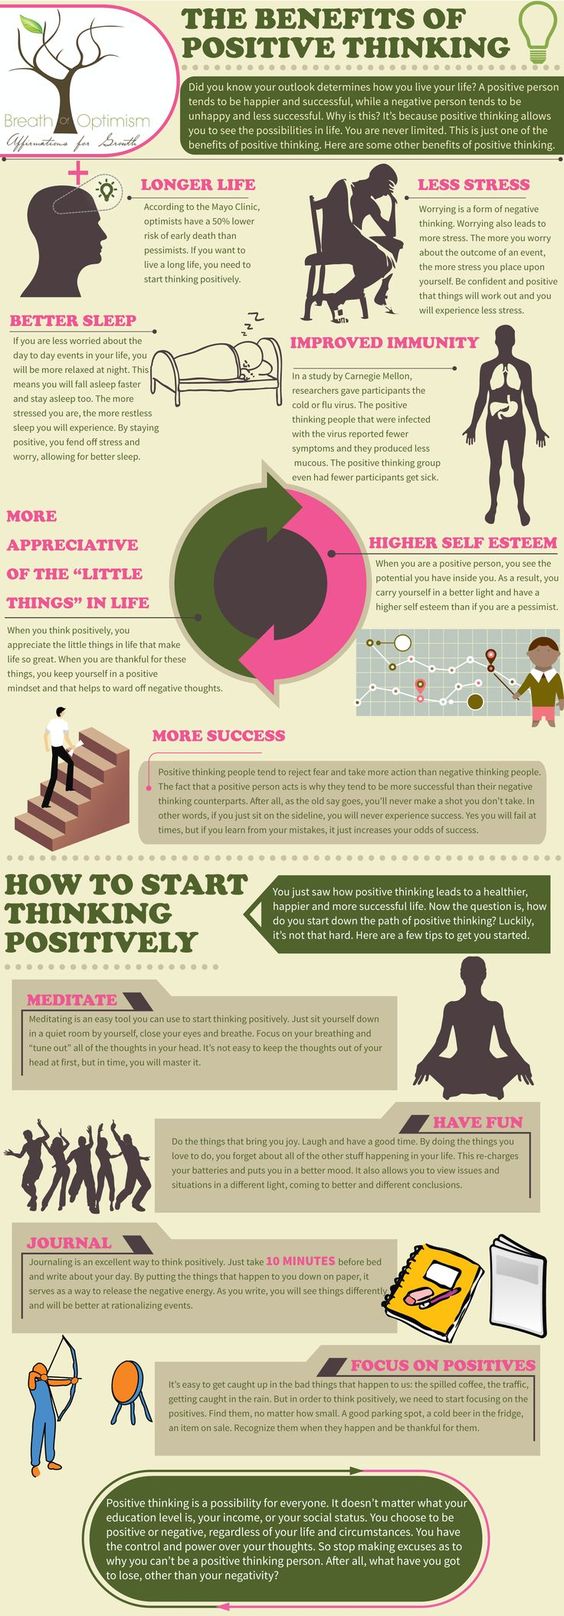 THE BENEFITS OF
POSITIVE THINKING
Breath of Optimism
Affirmations for Growth
Did you know your outlook determines how you live your life? A positive person
tends to be happier and successful, while a negative person tends to be
unhappy and less successful. Why is this? It's because positive thinking allows
you to see the possibilities in life. You are never limited. This is just one of the
benefits of positive thinking. Here are some other benefits of positive thinking.
LONGER LIFE
According to the Mayo Clinic,
optimists have a 50% lower
risk of early death than
pessimists. If you want to
live a long life, you need to
start thinking positively.
LESS STRESS
Worrying is a form of negative
thinking. Worrying also leads to
more stress. The more you worry
about the outcome of an event,
the more stress you place upon
yourself. Be confident and positive
that things will work out and you
will experience less stress.
BETTER SLEEP
If you are less worried about the
day to day events in your life, you
will be more relaxed at night. This
means you will fall asleep faster
and stay asleep too. The more
stressed you are, the more restless
sleep you will experience. By staying
positive, you fend off stress and
worry, allowing for better sleep.
z z z
IMPROVED IMMUNITY
In a study by Carnegie Mellon,
researchers gave participants the
cold or flu virus. The positive
thinking people that were infected
with the virus reported fewer
symptoms and they produced less
mucous. The positive thinking group
even had fewer participants get sick.
MORE
APPRECIATIVE
OF THE "LITTLE
THINGS" IN LIFE
When you think positively, you
appreciate the little things in life that make
life so great. When you are thankful for these
things, you keep yourself in a positive
mindset and that helps to ward off negative thoughts.
HIGHER SELF ESTEEM
When you are a positive person, you see the
potential you have inside you. As a result, you
carry yourself in a better light and have a
higher self esteem than if you are a pessimist.
MORE SUCCESS
Positive thinking people tend to reject fear and take more action than negative thinking people.
The fact that a positive person acts is why they tend to be more successful than their negative
thinking counterparts. After all, as the old say goes, you'll never make a shot you don't take. In
other words, if you just sit on the sideline, you will never experience success. Yes you will fail at
times, but if you learn from your mistakes, it just increases your odds of success.
HOW TO START
THINKING
POSITIVELY
You just saw how positive thinking leads to a healthier,
happier and more successful life. Now the question is, how
do you start down the path of positive thinking? Luckily,
it's not that hard. Here are a few tips to get you started.
MEDITATE
Meditating is an easy tool you can use to start thinking positively. Just sit yourself down
in a quiet room by yourself, close your eyes and breathe. Focus on your breathing and
"tune out" all of the thoughts in your head. It's not easy to keep the thoughts out of your
head at first, but in time, you will master it.
HAVE FUN
Do the things that bring you joy. Laugh and have a good time. By doing the things you
love to do, you forget about all of the other stuff happening in your life. This re-charges
your batteries and puts you in a better mood. It also allows you to view issues and
situations in a different light, coming to better and different conclusions.
JOURNAL
Journaling is an excellent way to think positively. Just take 10 MINUTES before bed
and write about your day. By putting the things that happen to you down on paper, it
serves as a way to release the negative energy. As you write, you will see things differently
and will be better at rationalizing events.
FOCUS ON POSITIVES
It's easy to get caught up in the bad things that happen to us: the spilled coffee, the traffic,
getting caught in the rain. But in order to think positively, we need to start focusing on the
positives. Find them, no matter how small. A good parking spot, a cold beer in the fridge,
an item on sale. Recognize them when they happen and be thankful for them.
Positive thinking is a possibility for everyone. It doesn't matter what your
education level is, your income, or your social status. You choose to be
positive or negative, regardless of your life and circumstances. You have
the control and power over your thoughts. So stop making excuses as to
why you can't be a positive thinking person. After all, what have you got
to lose, other than your negativity?